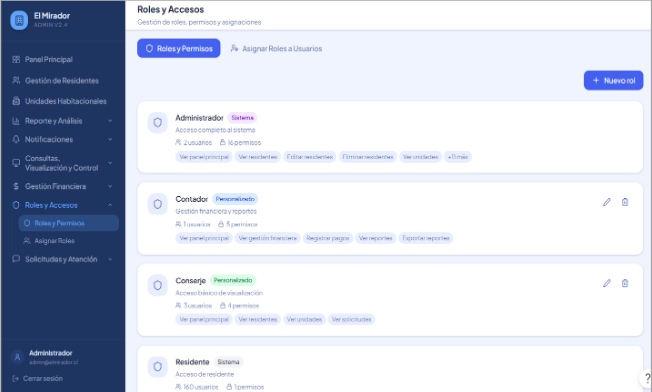 El Mirador
ADMIN V2.4
Panel Principal
Gestión de Residentes
Unidades Habitacionales
Reporte y Análisis
Notificaciones
Consultas,
Visualización y Control
Gestión Financiera
Roles y Accesos
Roles y Permisos
Asignar Roles
Solicitudes y Atención
Administrador
admin@elmirador.cl
Cerrar sesión
Roles y Accesos
Gestión de roles, permisos y asignaciones
Roles y Permisos Asignar Roles a Usuarios
+ Nuevo rol
Administrador Sistema
Acceso completo al sistema
2 usuarios 16 permisos
Ver panel principal Ver residentes Editar residentes Eliminar residentes Ver unidades +11 más
Contador Personalizado
Gestión financiera y reportes
1 usuarios 5 permisos
Ver panel principal Ver gestión financiera Registrar pagos Ver reportes Exportar reportes
Conserje Personalizado
Acceso básico de visualización
3 usuarios 4 permisos
Ver panel principal Ver residentes Ver unidades Ver solicitudes
Residente Sistema
Acceso de residente
160 usuarios 1 permisos
?